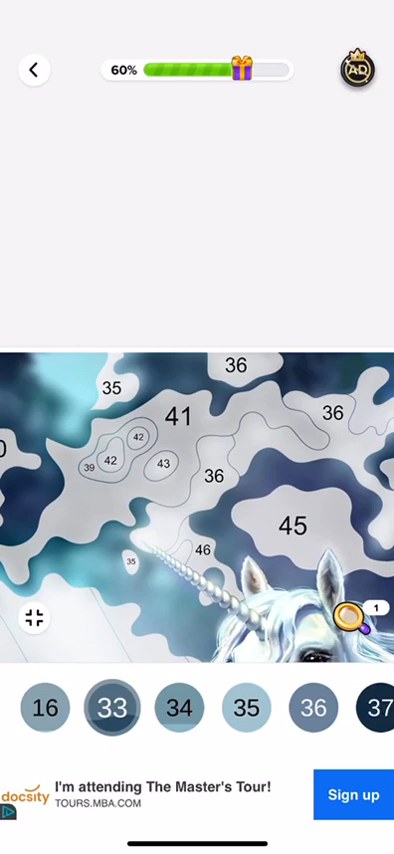 60%
AD
36
35
41
36
42
42
39
43
36
45
46
35
1
16 33 34 35 36 37
docsity
I'm attending The Master's Tour!
TOURS.MBA.COM
Sign up